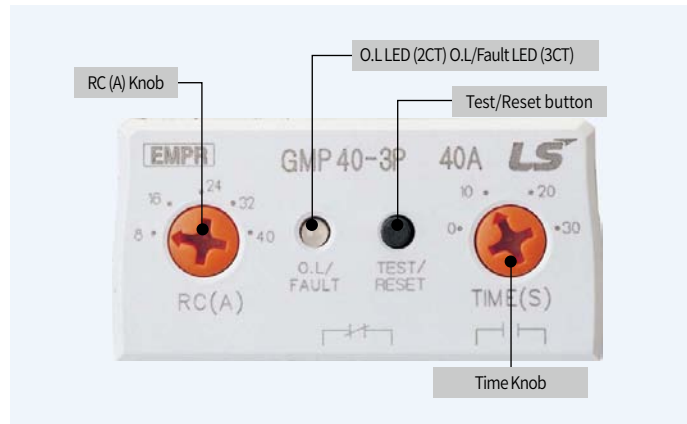 O.L LED (2CT) O.L/Fault LED (3CT)
RC (A) Knob
Test/Reset button
EMPR
GMP 40-3P 40A LS
8 16 24 32 40
0 10 20 30
O.L/
FAULT
TEST/
RESET
RC(A)
TIME(S)
Time Knob